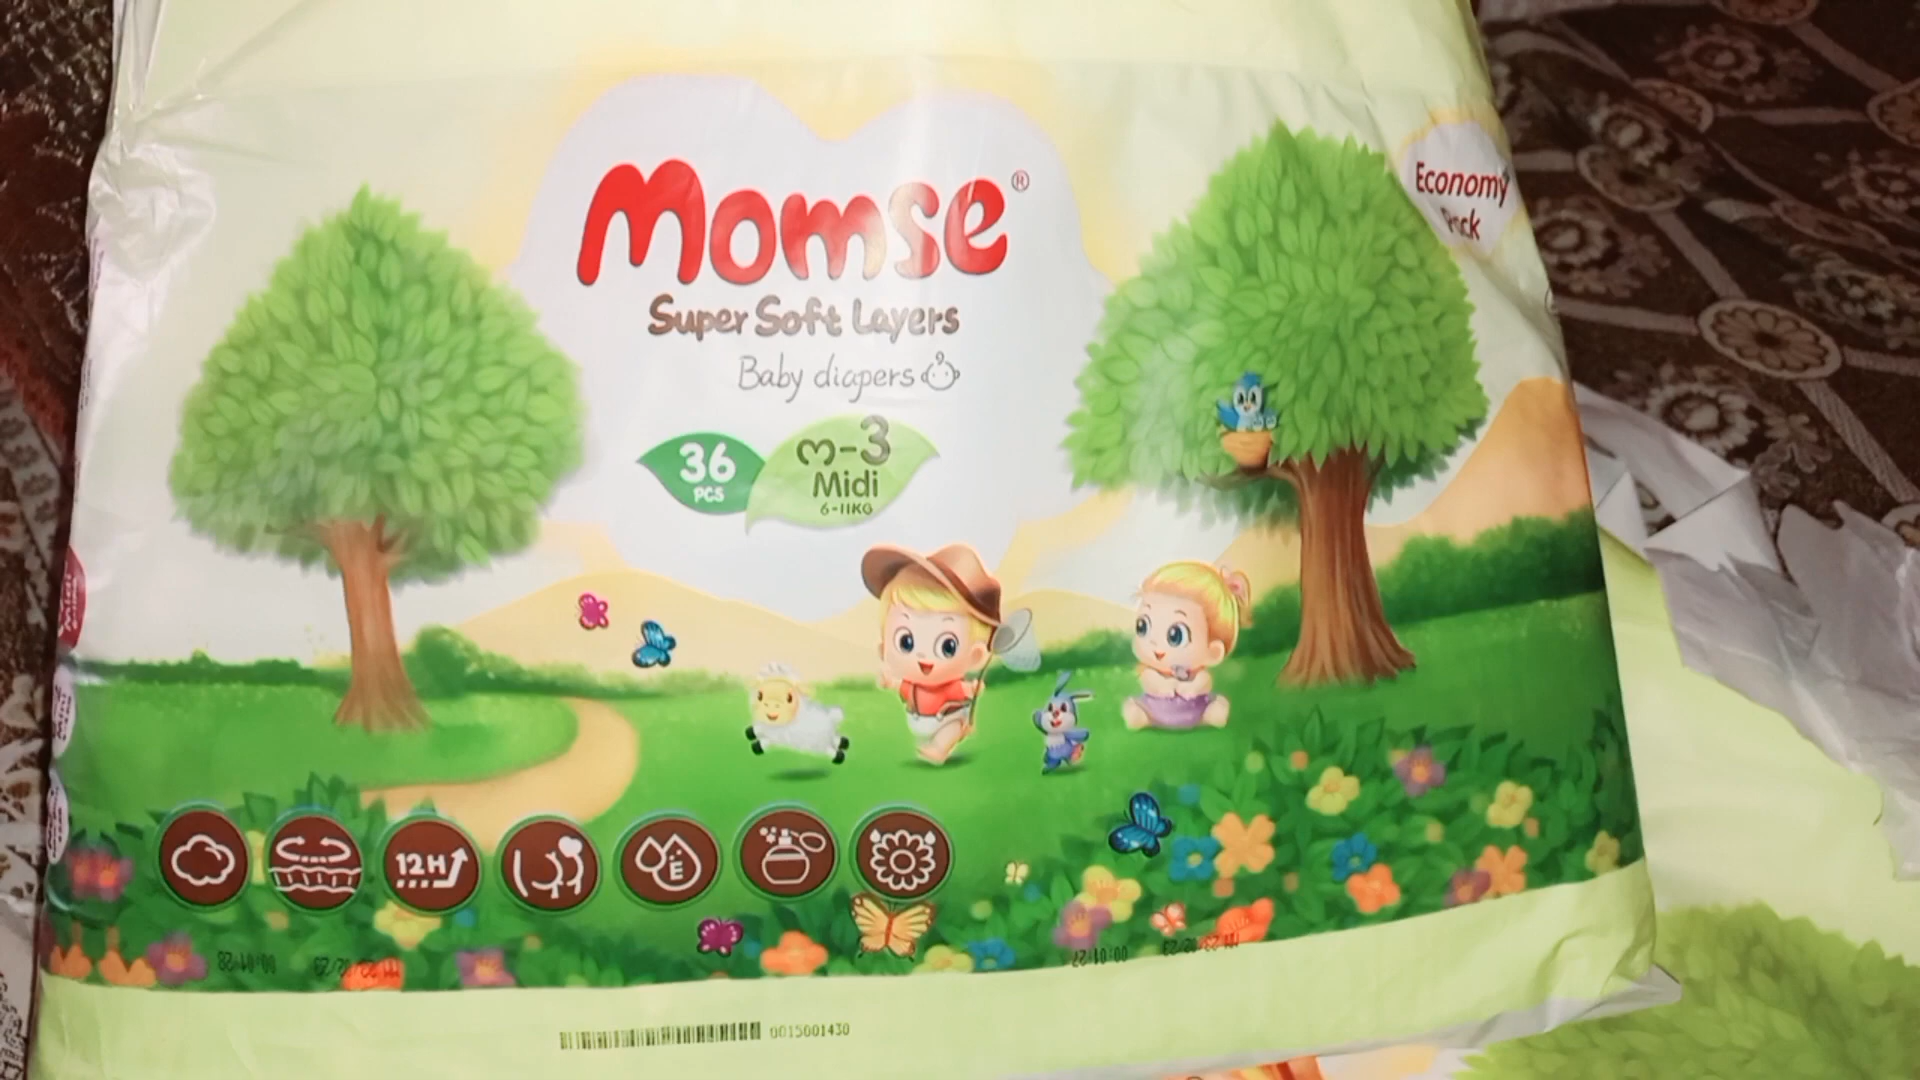 Momse®
Super Soft Layers
Baby diapers
Economy
Pack
36
PCS
M-3
Midi
6-11KG
12H
E
0015001430